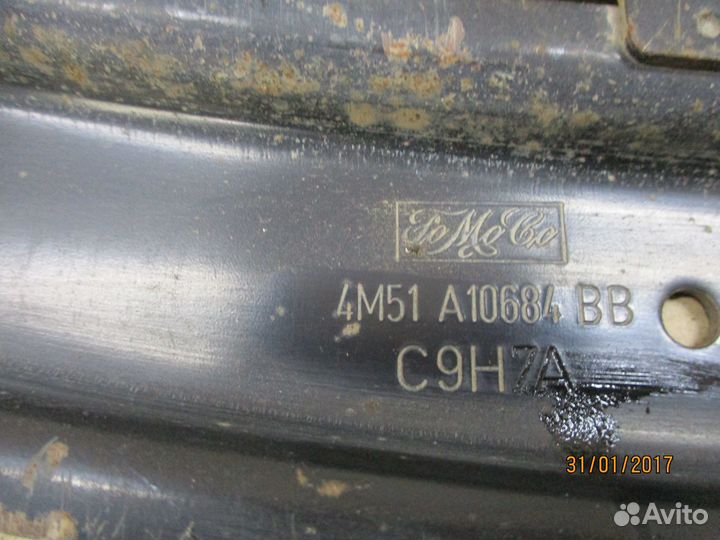 FoMoCo
4M51 A10684 BB
C9H7A
31/01/2017
Avito